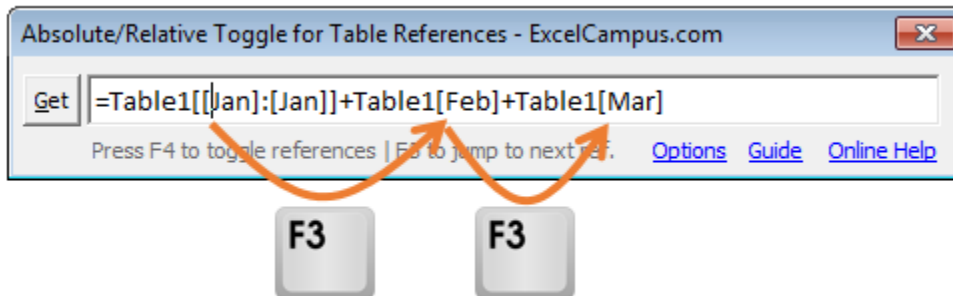 Absolute/Relative Toggle for Table References - ExcelCampus.com
Get =Table1[[Jan]:[Jan]]+Table1[Feb]+Table1[Mar]
Press F4 to toggle references | F3 to jump to next ref. Options Guide Online Help
F3 F3